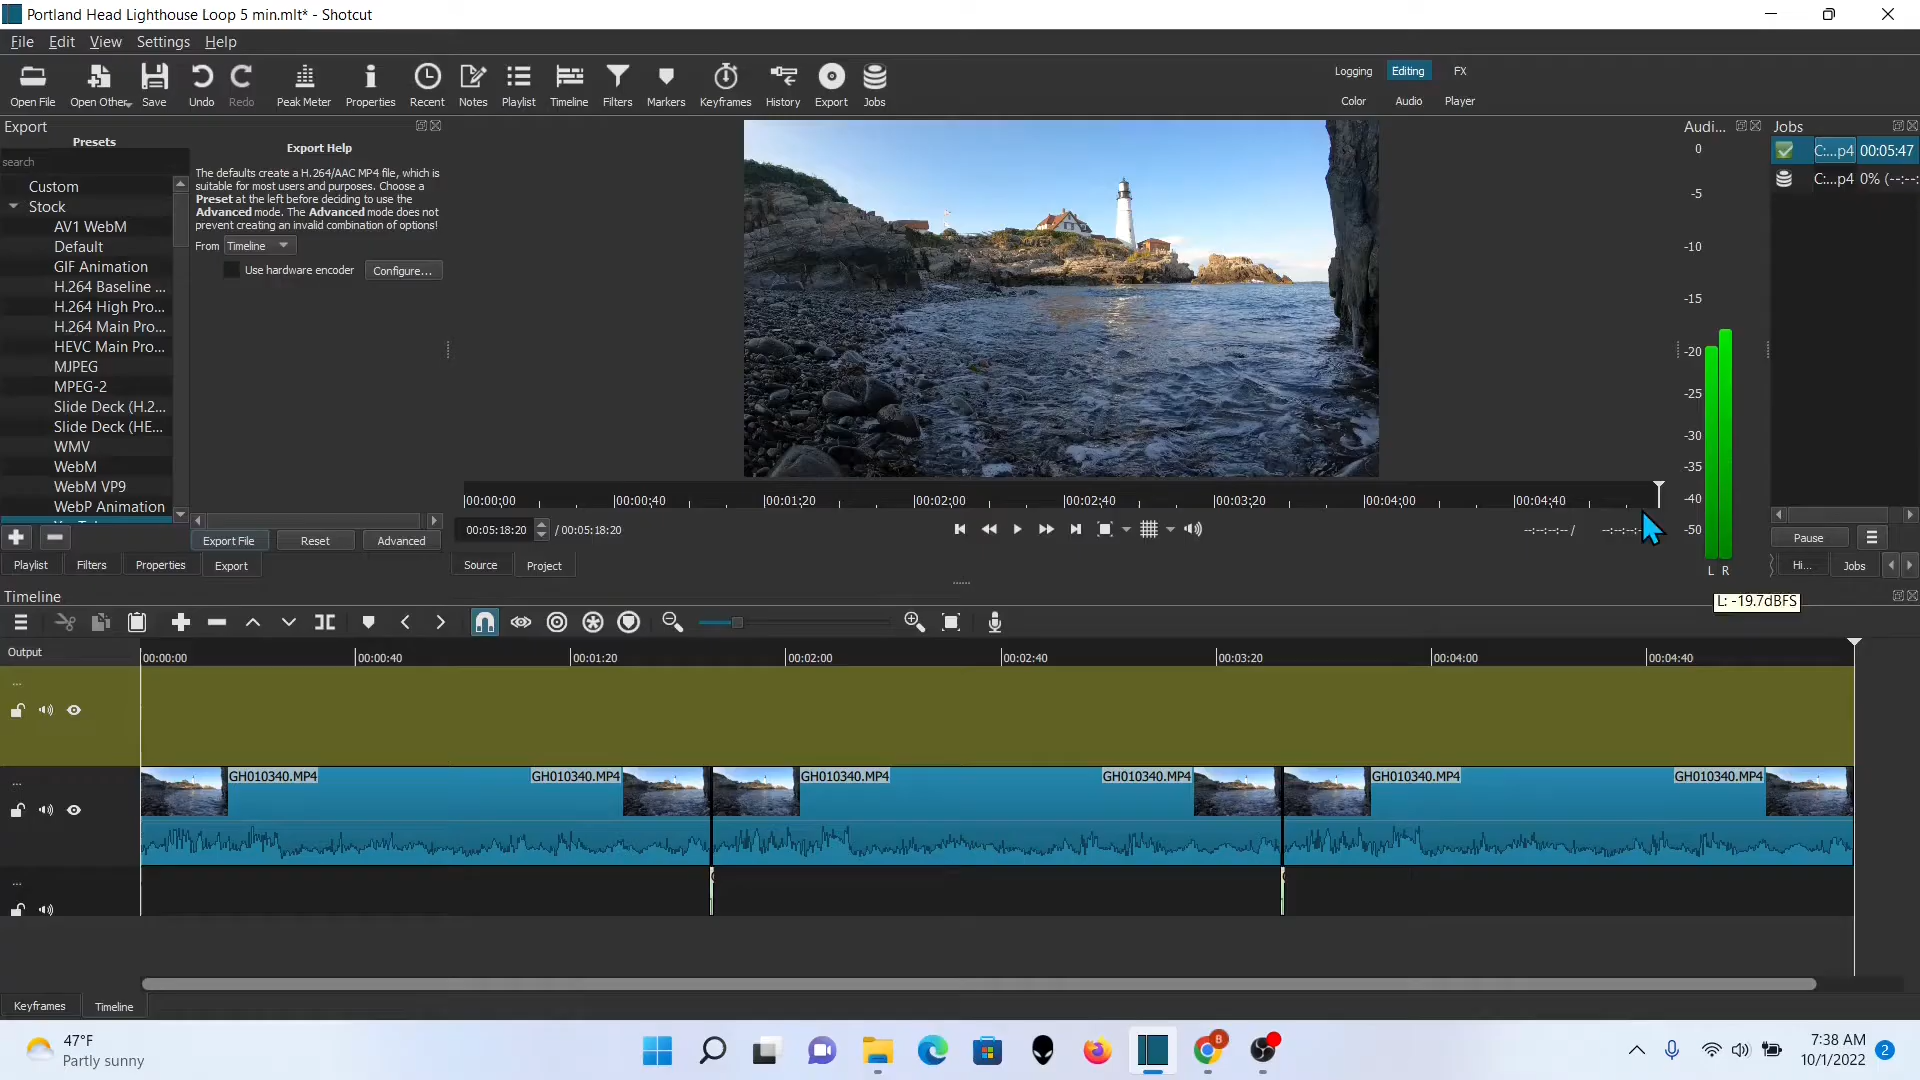 Portland Head Lighthouse Loop 5 min.mlt* - Shotcut
File Edit View Settings Help
Open File Open Other Save Undo Redo Peak Meter Properties Recent Notes Playlist Timeline Filters Markers Keyframes History Export Jobs
Logging Editing FX
Color Audio Player
Export
Presets
search
Custom
Stock
AV1 WebM
Default
GIF Animation
H.264 Baseline ...
H.264 High Pro...
H.264 Main Pro...
HEVC Main Pro...
MJPEG
MPEG-2
Slide Deck (H.2...
Slide Deck (HE...
WMV
WebM
WebM VP9
WebP Animation
Export Help
The defaults create a H.264/AAC MP4 file, which is
suitable for most users and purposes. Choose a
Preset at the left before deciding to use the
Advanced mode. The Advanced mode does not
prevent creating an invalid combination of options!
From Timeline
Use hardware encoder Configure...
Export File Reset Advanced
Playlist Filters Properties Export
00:00:00 00:00:40 00:01:20 00:02:00 00:02:40 00:03:20 00:04:00 00:04:40
00:05:18:20 / 00:05:18:20
--:--:--:-- /
Source Project
Audi...
0
-5
-10
-15
-20
-25
-30
-35
-40
-50
L R
L: -19.7dBFS
Jobs
C:...p4 00:05:47
C:...p4 0% (--:--:
Pause
Hi... Jobs
Timeline
Output
00:00:00 00:00:40 00:01:20 00:02:00 00:02:40 00:03:20 00:04:00 00:04:40
...
...
GH010340.MP4 GH010340.MP4 GH010340.MP4 GH010340.MP4 GH010340.MP4 GH010340.MP4
...
Keyframes Timeline
47°F
Partly sunny
8
7:38 AM
10/1/2022
2